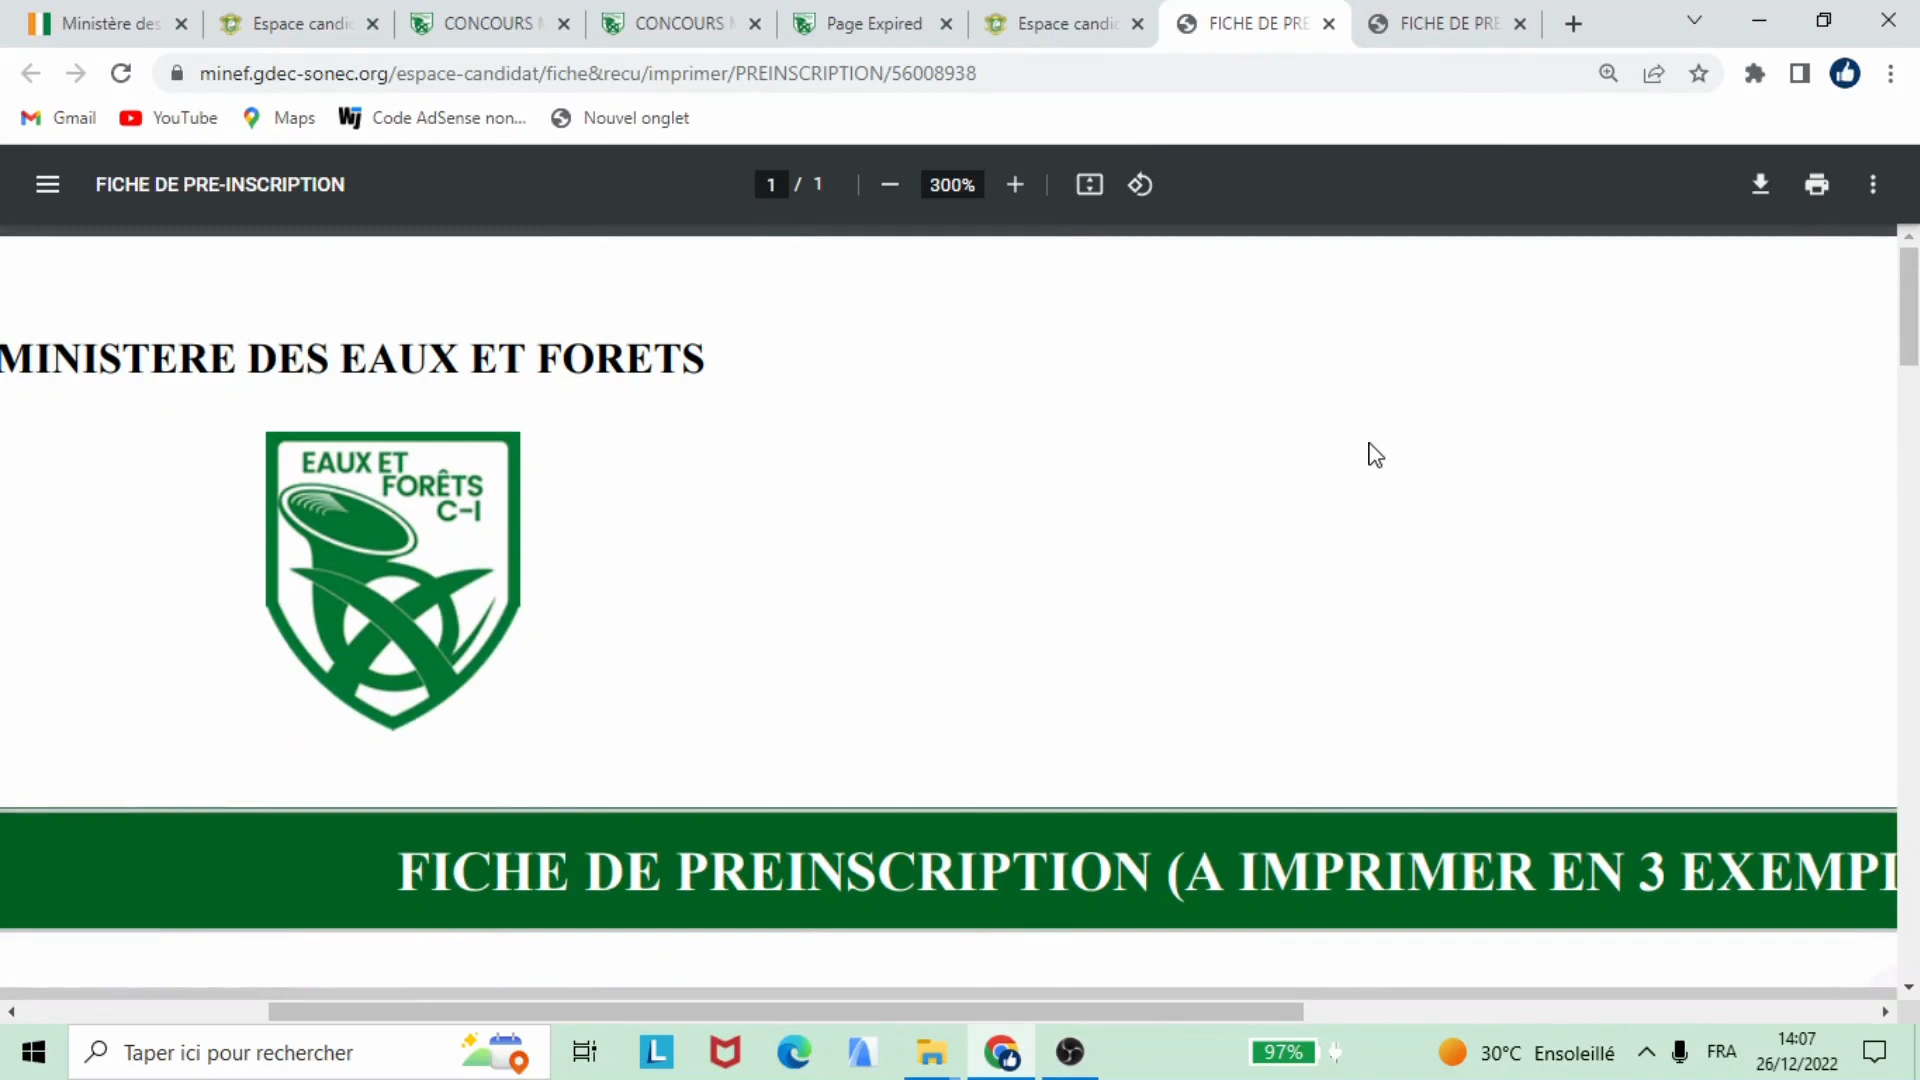 Ministère des
Espace candic
CONCOURS
CONCOURS
Page Expired
Espace candic
FICHE DE PRE
FICHE DE PRE
minef.gdec-sonec.org/espace-candidat/fiche&recu/imprimer/PREINSCRIPTION/56008938
Gmail
YouTube
Maps
Code AdSense non...
Nouvel onglet
FICHE DE PRE-INSCRIPTION
1 / 1
300%
MINISTERE DES EAUX ET FORETS
EAUX ET
FORÊTS
C-I
FICHE DE PREINSCRIPTION (A IMPRIMER EN 3 EXEMPL
Taper ici pour rechercher
97%
30°C Ensoleillé
FRA
14:07
26/12/2022